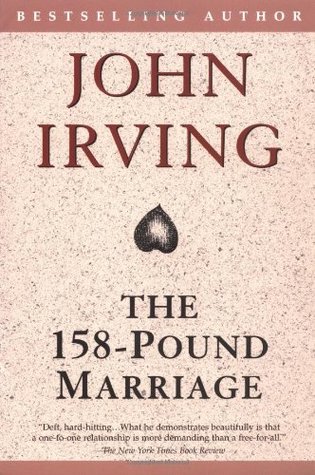 BESTSELLING AUTHOR
JOHN
IRVING
THE
158-POUND
MARRIAGE
"Deft, hard-hitting...What he demonstrates beautifully is that
a one-to-one relationship is more demanding than a free-for-all."
The New York Times Book Review